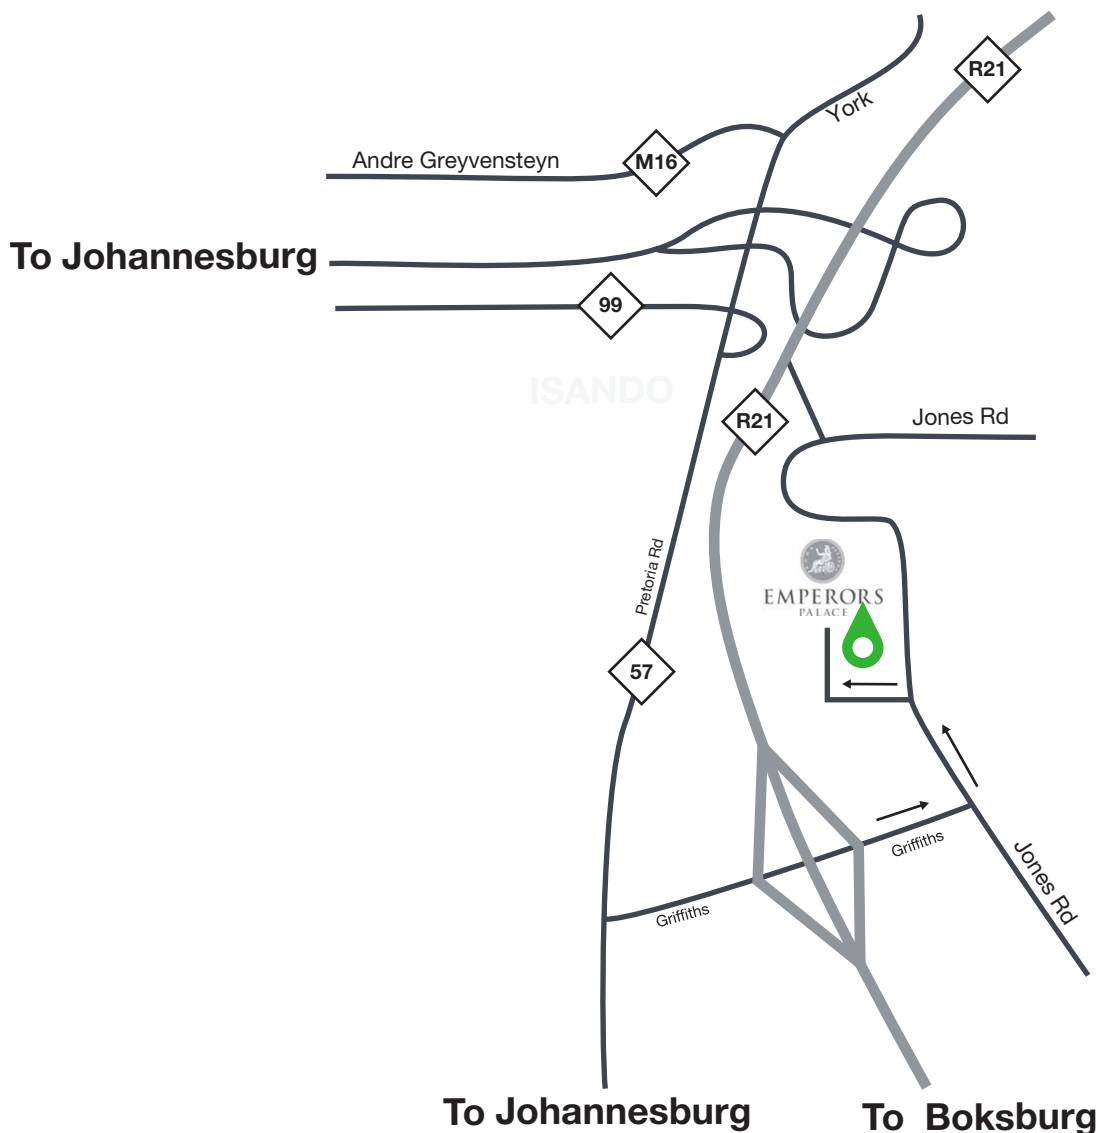 R21
York
Andre Greyvensteyn
M16
To Johannesburg
99
ISANDO
R21
Jones Rd
Pretoria Rd
EMPERORS
PALACE
57
Griffiths
Jones Rd
Griffiths
To Johannesburg
To Boksburg